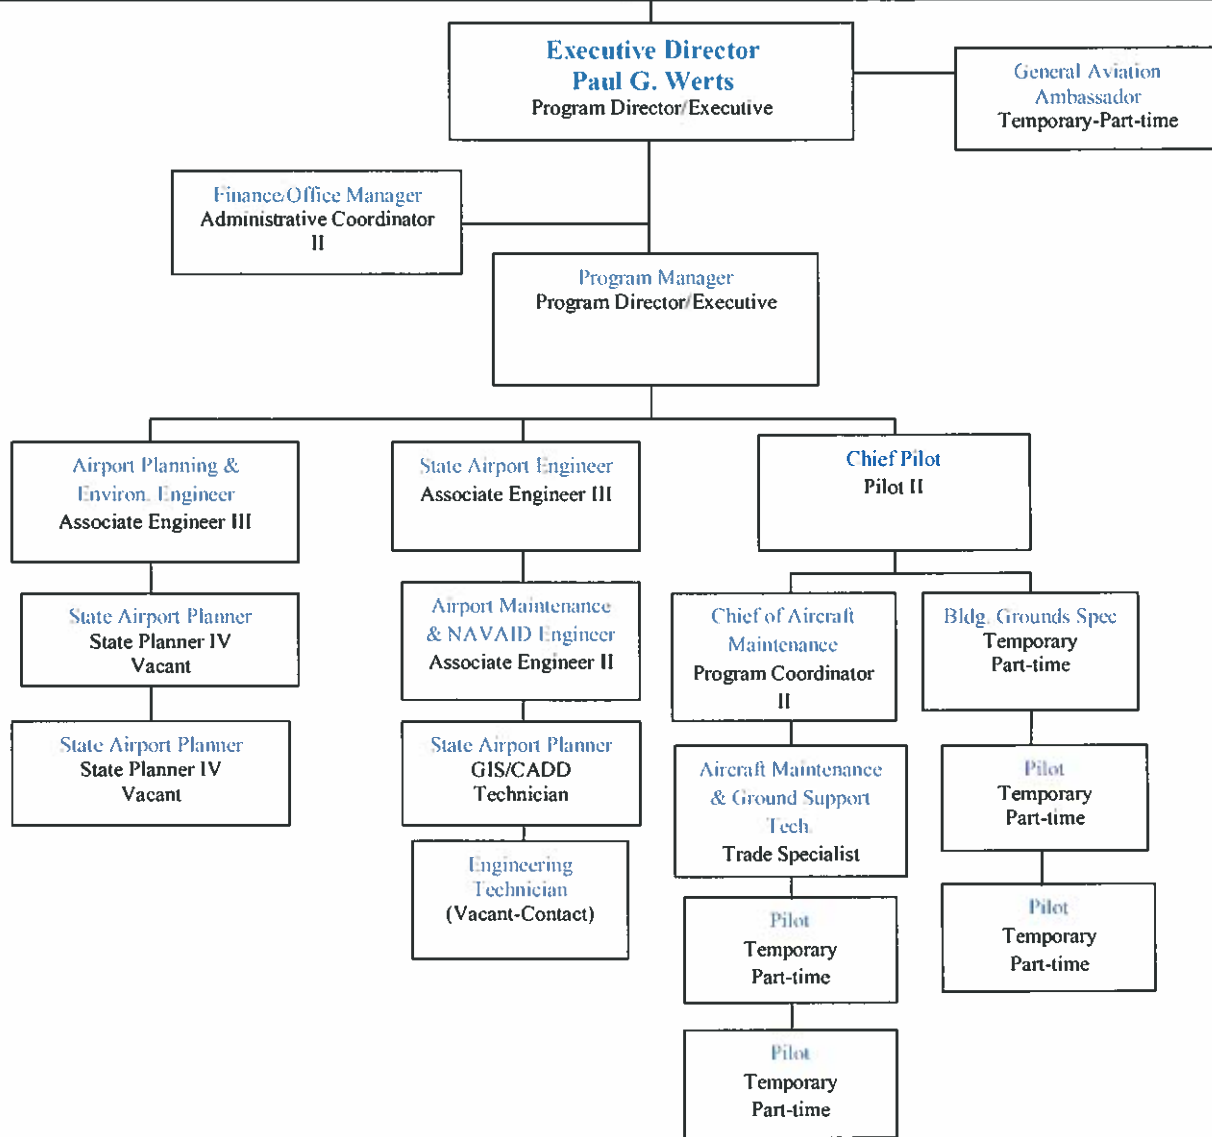 Executive Director
Paul G. Werts
Program Director/Executive
General Aviation
Ambassador
Temporary-Part-time
Finance/Office Manager
Administrative Coordinator
II
Program Manager
Program Director/Executive
Airport Planning &
Environ. Engineer
Associate Engineer III
State Airport Engineer
Associate Engineer III
Chief Pilot
Pilot II
State Airport Planner
State Planner IV
Vacant
Airport Maintenance
& NAVAID Engineer
Associate Engineer II
Chief of Aircraft
Maintenance
Program Coordinator
II
Bldg. Grounds Spec
Temporary
Part-time
State Airport Planner
State Planner IV
Vacant
State Airport Planner
GIS/CADD
Technician
Aircraft Maintenance
& Ground Support
Tech.
Trade Specialist
Pilot
Temporary
Part-time
Engineering
Technician
(Vacant-Contact)
Pilot
Temporary
Part-time
Pilot
Temporary
Part-time
Pilot
Temporary
Part-time